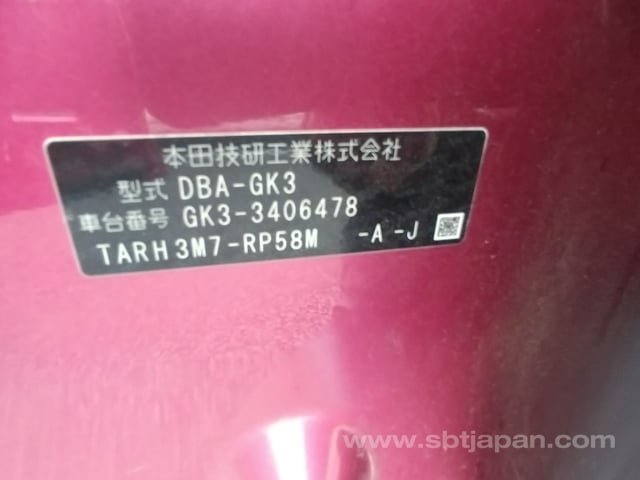 本田技研工業株式会社
型式 DBA-GK3
車台番号 GK3-3406478
TARH3M7-RP58M -A -J
www.sbtjapan.com